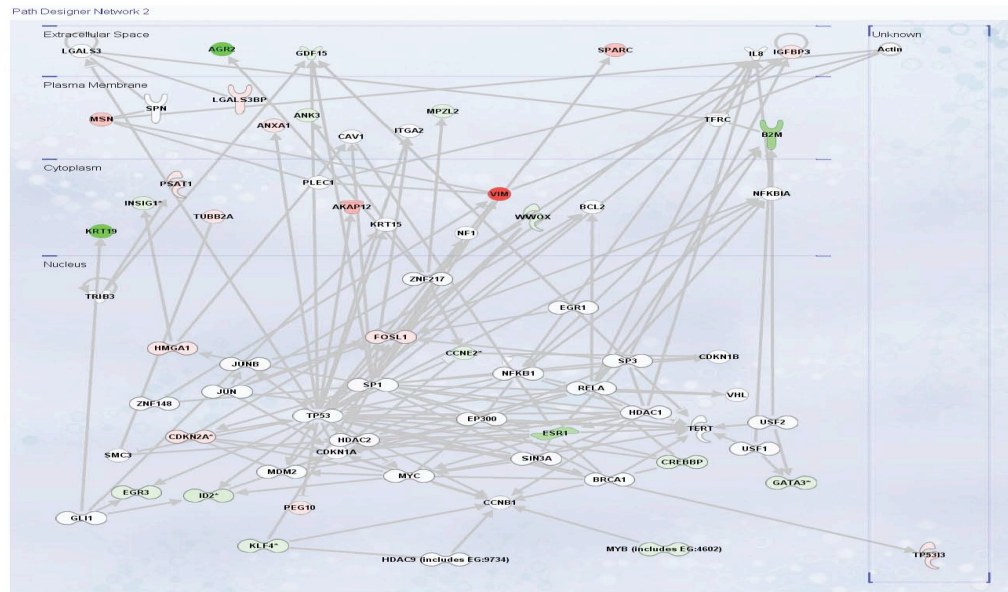 Path Designer Network 2
Extracellular Space
Unknown
LGALS3
AGR2
GDF15
SPARC
IL8
IGFBP3
Actin
Plasma Membrane
SPN
LGALS3BP
MSN
ANXA1
ANK3
CAV1
ITGA2
MPZL2
TFRC
B2M
Cytoplasm
PSAT1
PLEC1
VIM
NFKBIA
INSIG1*
TUBB2A
AKAP12
KRT15
WWOX
BCL2
KRT19
NF1
Nucleus
ZNF217
TRIB3
EGR1
FOSL1
HMGA1
CCNE2*
CDKN1B
JUNB
NFKB1
SP3
SP1
RELA
JUN
VHL
ZNF148
TP53
EP300
HDAC1
TERT
USF2
CDKN2A*
HDAC2
ESR1
CDKN1A
USF1
SMC3
SIN3A
CREBBP
MDM2
MYC
BRCA1
GATA3*
EGR3
ID2*
PEG10
CCNB1
GLI1
KLF4*
HDAC9 (includes EG:9734)
MYB (includes EG:4602)
TP53I3